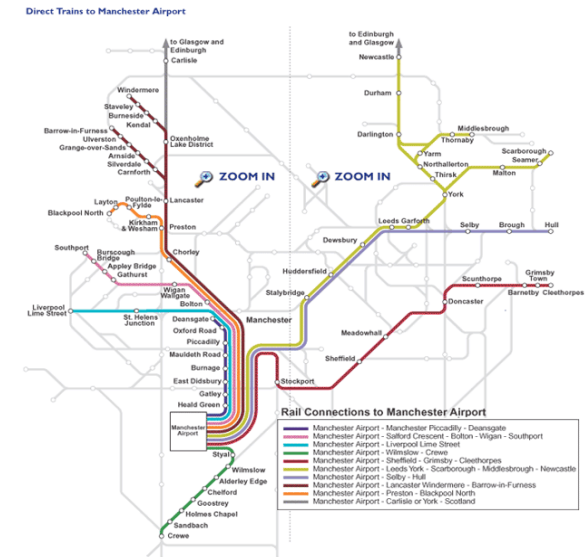 Direct Trains to Manchester Airport
to Glasgow and
Edinburgh
Carlisle
to Edinburgh
and Glasgow
Newcastle
Windermere
Staveley
Burneside
Kendal
Durham
Barrow-in-Furness
Ulverston
Grange-over-Sands
Arnside
Silverdale
Carnforth
Oxenholme
Lake District
Darlington
Middlesbrough
Thornaby
Yarm
Northallerton
Thirsk
Scarborough
Seamer
Malton
ZOOM IN
ZOOM IN
York
Layton
Poulton-le-
Fylde
Lancaster
Blackpool North
Kirkham
& Wesham
Preston
Leeds
Garforth
Selby
Brough
Hull
Dewsbury
Southport
Burscough
Bridge
Appley Bridge
Gathurst
Chorley
Huddersfield
Wigan
Wallgate
Bolton
Stalybridge
Scunthorpe
Grimsby
Town
Barnetby
Cleethorpes
Doncaster
Liverpool
Lime Street
St. Helens
Junction
Deansgate
Manchester
Oxford Road
Piccadilly
Mauldeth Road
Burnage
East Didsbury
Gatley
Heald Green
Meadowhall
Sheffield
Stockport
Manchester
Airport
Styal
Wilmslow
Alderley Edge
Chelford
Goostrey
Holmes Chapel
Sandbach
Crewe
Rail Connections to Manchester Airport
Manchester Airport - Manchester Piccadilly - Deansgate
Manchester Airport - Salford Crescent - Bolton - Wigan - Southport
Manchester Airport - Liverpool Lime Street
Manchester Airport - Wilmslow - Crewe
Manchester Airport - Sheffield - Grimsby - Cleethorpes
Manchester Airport - Leeds York - Scarborough - Middlesbrough - Newcastle
Manchester Airport - Selby - Hull
Manchester Airport - Lancaster Windermere - Barrow-in-Furness
Manchester Airport - Preston - Blackpool North
Manchester Airport - Carlisle or York - Scotland